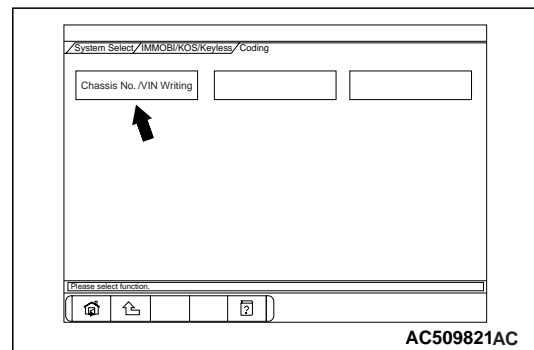 /System Select/IMMOBI/KOS/Keyless/Coding
Chassis No. /VIN Writing
Please select function.
?
AC509821AC